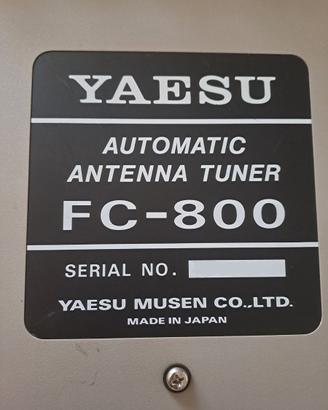 YAESU
AUTOMATIC
ANTENNA TUNER
FC-800
SERIAL NO.
YAESU MUSEN CO.,LTD.
MADE IN JAPAN